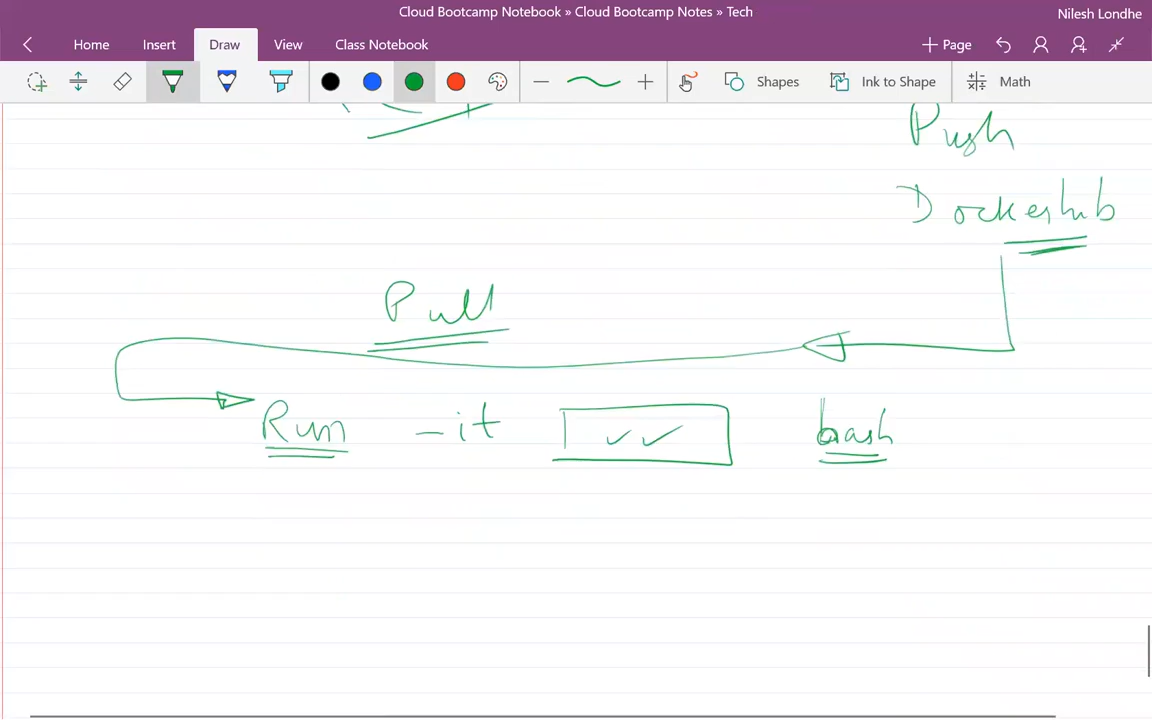 Cloud Bootcamp Notebook » Cloud Bootcamp Notes » Tech
Nilesh Londhe
Home Insert Draw View Class Notebook Page
Shapes Ink to Shape Math
Push
Dockerhub
Pull
Run -it bash